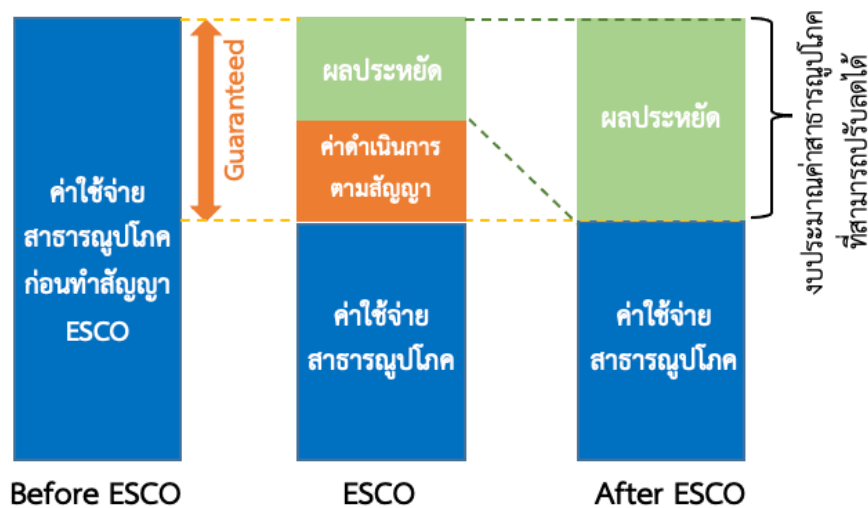 ค่าใช้จ่าย
สาธารณูปโภค
ก่อนทำสัญญา
ESCO
Guaranteed
ผลประหยัด
ค่าดำเนินการ
ตามสัญญา
ค่าใช้จ่าย
สาธารณูปโภค
ผลประหยัด
ค่าใช้จ่าย
สาธารณูปโภค
งบประมาณค่าสาธารณูปโภค
ที่สามารถปรับลดได้
Before ESCO
ESCO
After ESCO